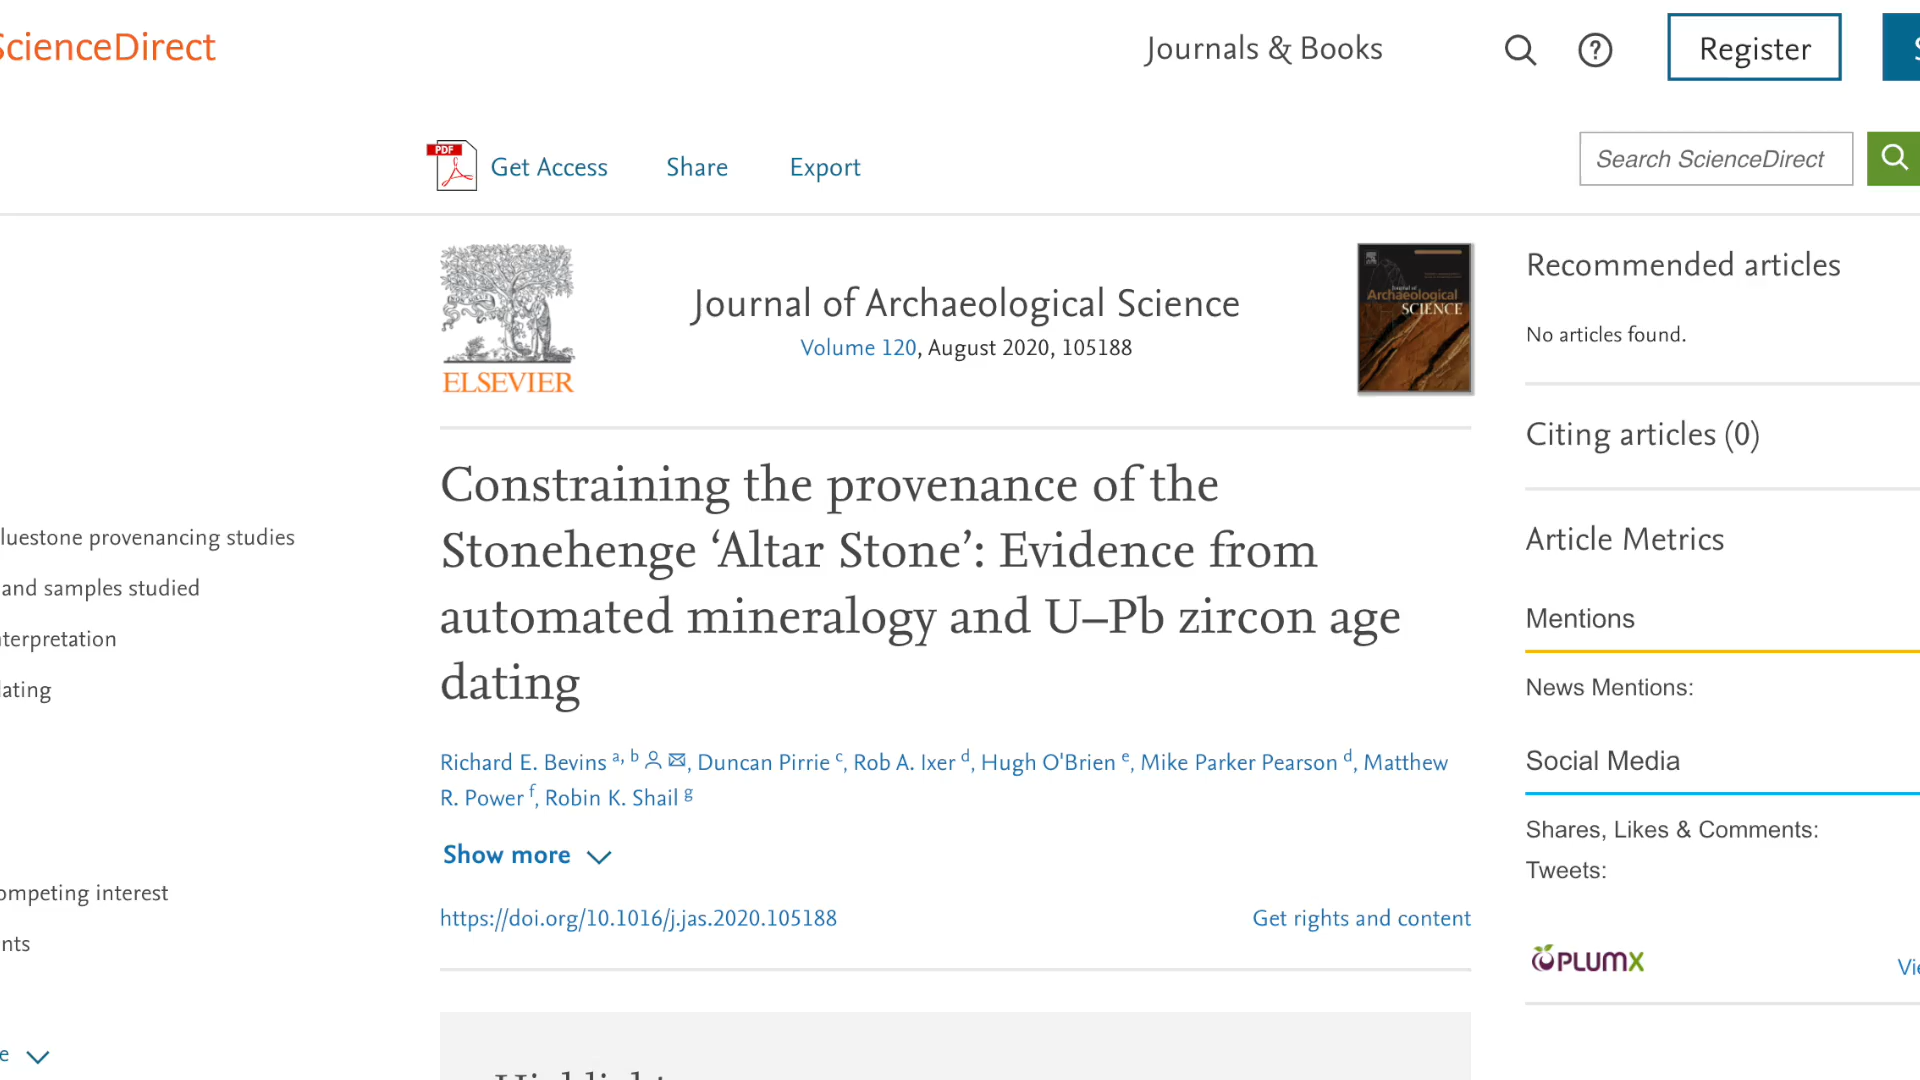 ScienceDirect
Journals & Books
Register
PDF
Get Access
Share
Export
Search ScienceDirect
ELSEVIER
Journal of Archaeological Science
Volume 120, August 2020, 105188
Journal of
Archaeological
SCIENCE
Constraining the provenance of the
Stonehenge ‘Altar Stone’: Evidence from
automated mineralogy and U–Pb zircon age
dating
Richard E. Bevins a, b, Duncan Pirrie c, Rob A. Ixer d, Hugh O'Brien e, Mike Parker Pearson d, Matthew
R. Power f, Robin K. Shail g
Show more
https://doi.org/10.1016/j.jas.2020.105188
Get rights and content
luestone provenancing studies
and samples studied
terpretation
ating
ompeting interest
nts
e
Recommended articles
No articles found.
Citing articles (0)
Article Metrics
Mentions
News Mentions:
Social Media
Shares, Likes & Comments:
Tweets:
PLUMX
Vie